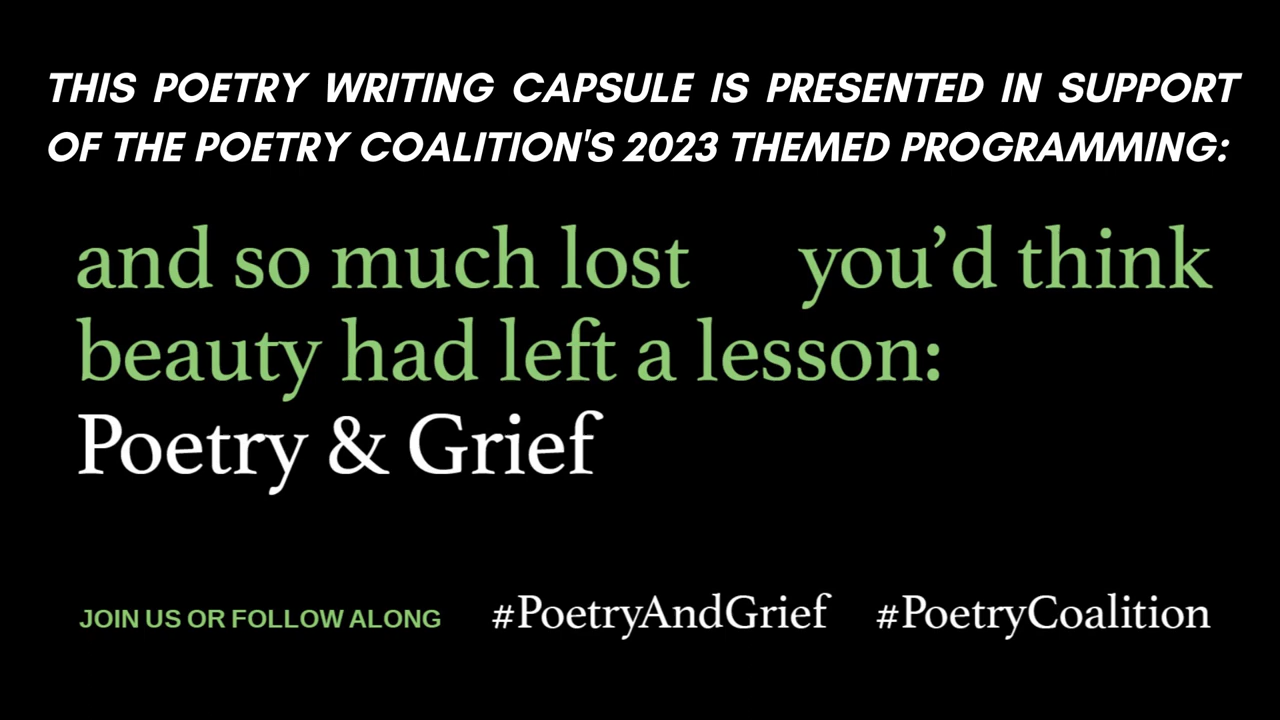 THIS POETRY WRITING CAPSULE IS PRESENTED IN SUPPORT
OF THE POETRY COALITION'S 2023 THEMED PROGRAMMING:
and so much lost you’d think
beauty had left a lesson:
Poetry & Grief
JOIN US OR FOLLOW ALONG #PoetryAndGrief #PoetryCoalition